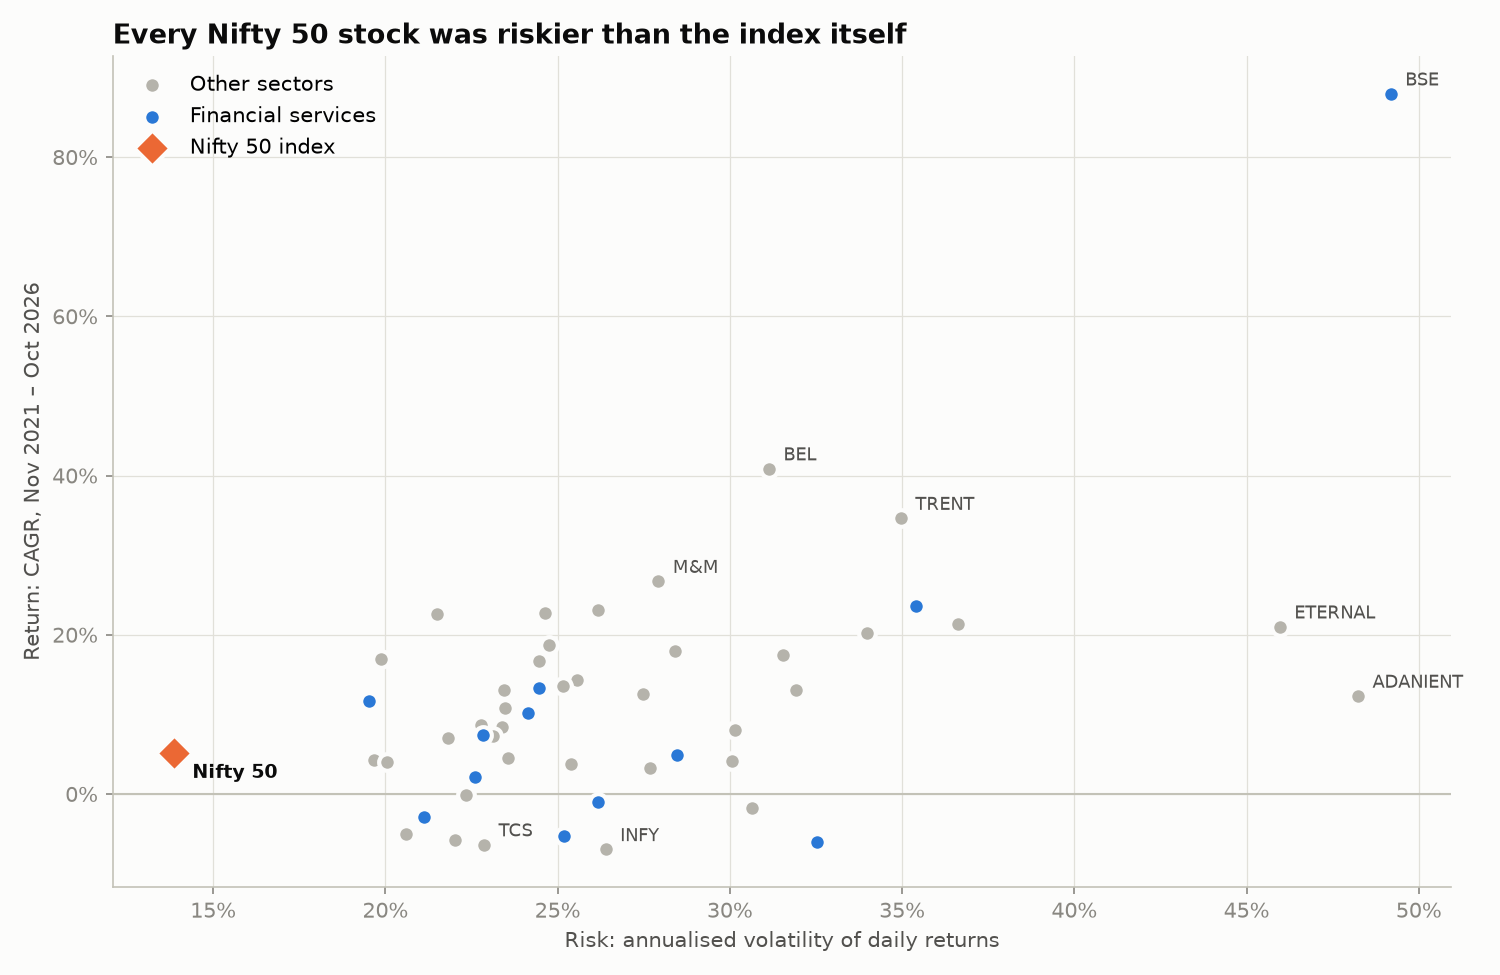 Every Nifty 50 stock was riskier than the index itself
Other sectors
Financial services
Nifty 50 index
BSE
80%
60%
BEL
40%
TRENT
M&M
ETERNAL
20%
ADANIENT
Nifty 50
0%
TCS
INFY
15%
20%
25%
30%
35%
40%
45%
50%
Risk: annualised volatility of daily returns
Return: CAGR, Nov 2021 – Oct 2026